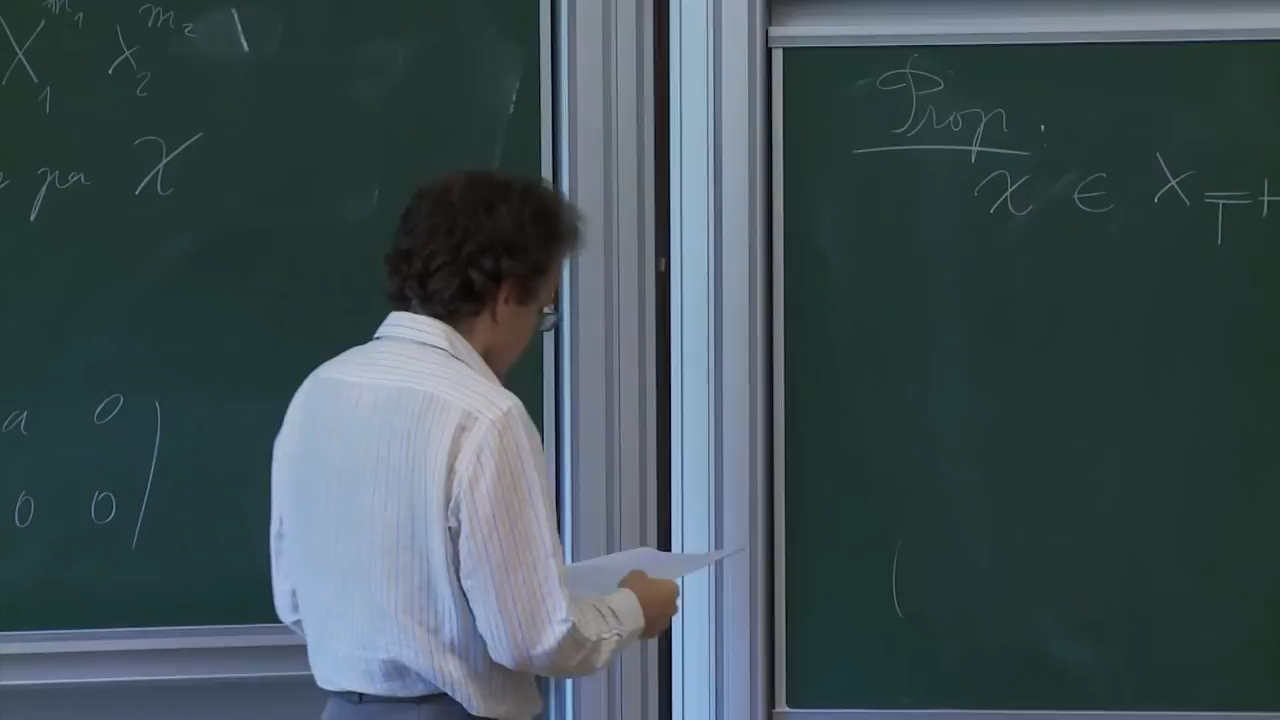 X₁^{m₁} X₂^{m₂} \
par χ
a 0 )
0 0
Prop.
χ ∈ X_{T+
(